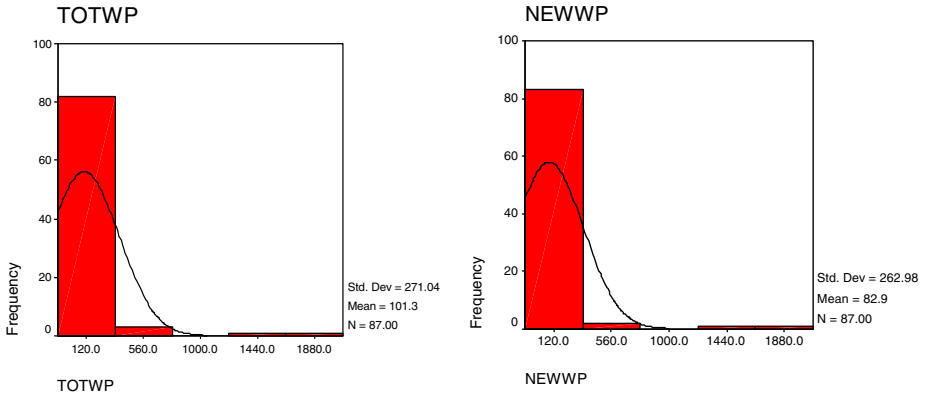 TOTWP
100
80
60
40
20
0
Frequency
120.0 560.0 1000.0 1440.0 1880.0
TOTWP
Std. Dev = 271.04
Mean = 101.3
N = 87.00
NEWWP
100
80
60
40
20
0
Frequency
120.0 560.0 1000.0 1440.0 1880.0
NEWWP
Std. Dev = 262.98
Mean = 82.9
N = 87.00